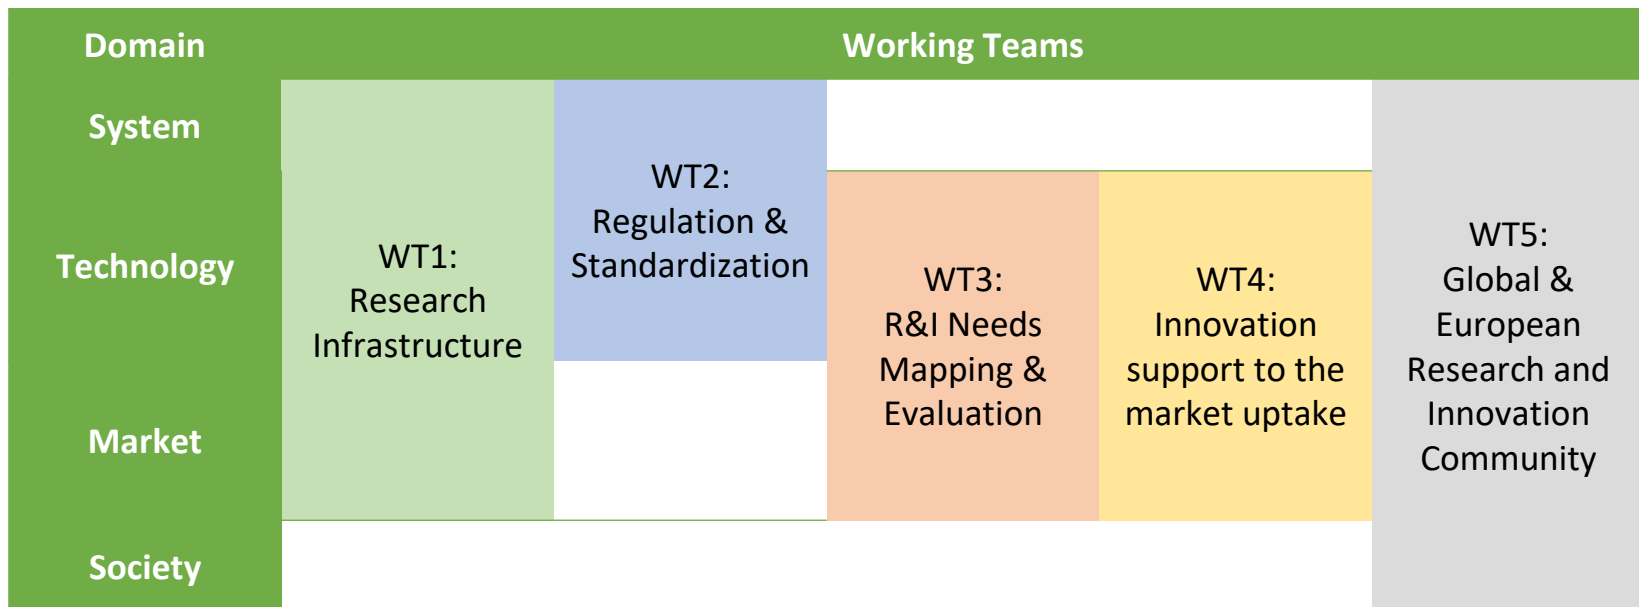 Domain
Working Teams
System
Technology
Market
Society
WT1:
Research
Infrastructure
WT2:
Regulation &
Standardization
WT3:
R&I Needs
Mapping &
Evaluation
WT4:
Innovation
support to the
market uptake
WT5:
Global &
European
Research and
Innovation
Community